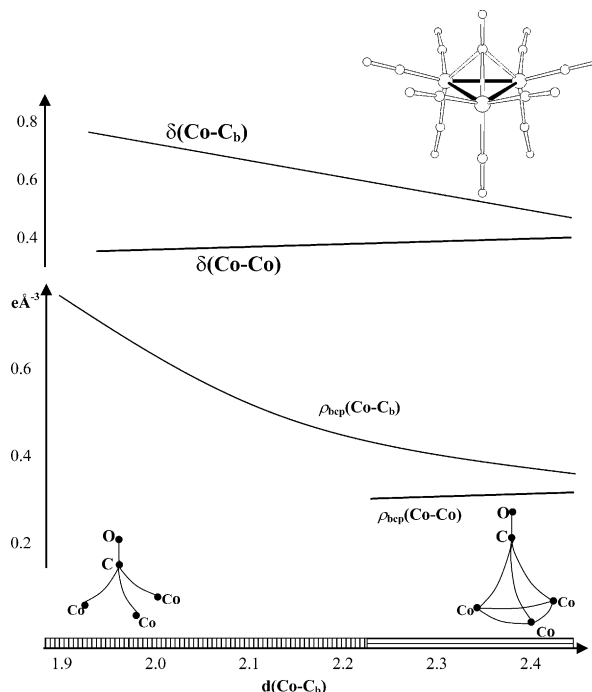 0.8
δ(Co-C_b)
0.6
0.4
δ(Co-Co)
eÅ⁻³
0.6
ρ_bcp(Co-C_b)
0.4
ρ_bcp(Co-Co)
O
O
0.2
C
C
Co
Co
Co
Co
Co
Co
1.9 2.0 2.1 2.2 2.3 2.4
d(Co-C_b)